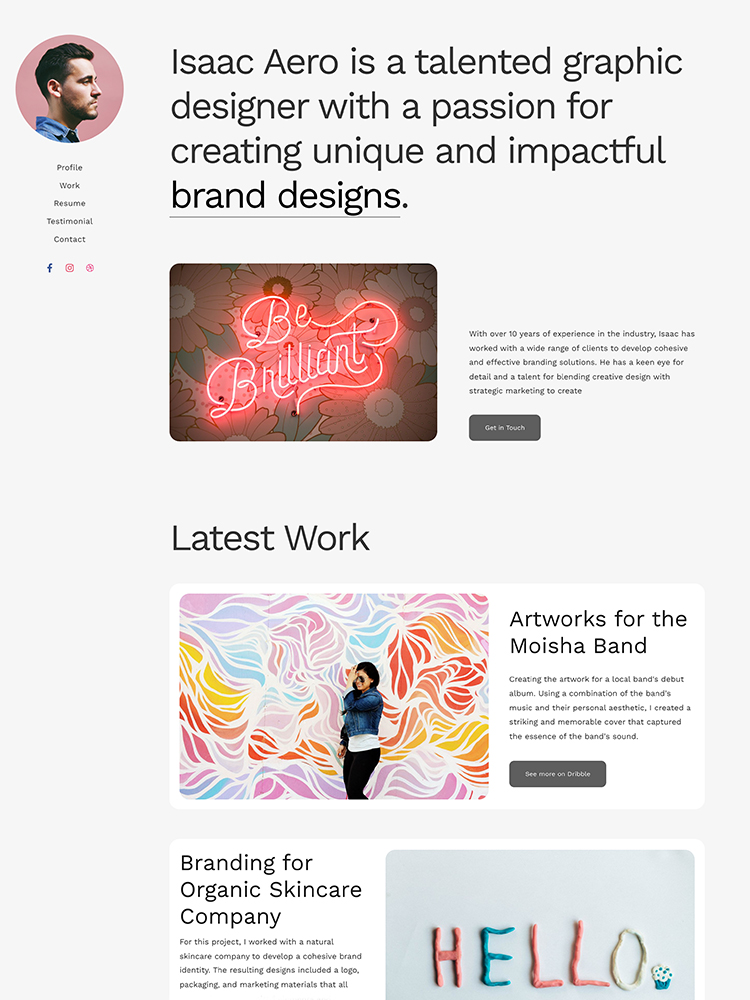 Isaac Aero is a talented graphic
designer with a passion for
creating unique and impactful
brand designs.
Profile
Work
Resume
Testimonial
Contact
Be
Brilliant
With over 10 years of experience in the industry, Isaac has
worked with a wide range of clients to develop cohesive
and effective branding solutions. He has a keen eye for
detail and a talent for blending creative design with
strategic marketing to create
Get in Touch
Latest Work
Artworks for the
Moisha Band
Creating the artwork for a local band's debut
album. Using a combination of the band's
music and their personal aesthetic, I created a
striking and memorable cover that captured
the essence of the band's sound.
See more on Dribble
Branding for
Organic Skincare
Company
For this project, I worked with a natural
skincare company to develop a cohesive brand
identity. The resulting designs included a logo,
packaging, and marketing materials that all
HELLO.